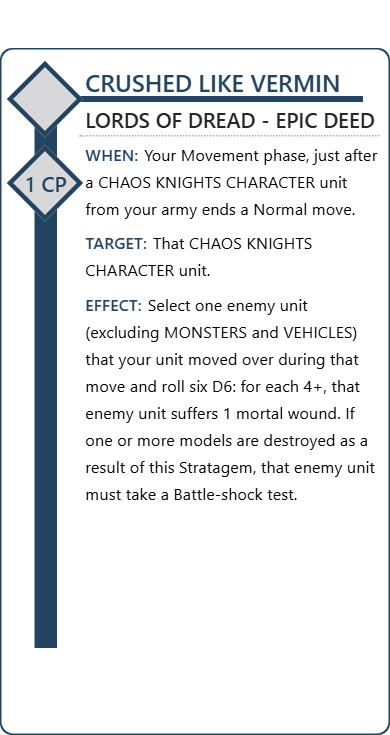 CRUSHED LIKE VERMIN
LORDS OF DREAD - EPIC DEED
1 CP
WHEN: Your Movement phase, just after
a CHAOS KNIGHTS CHARACTER unit
from your army ends a Normal move.
TARGET: That CHAOS KNIGHTS
CHARACTER unit.
EFFECT: Select one enemy unit
(excluding MONSTERS and VEHICLES)
that your unit moved over during that
move and roll six D6: for each 4+, that
enemy unit suffers 1 mortal wound. If
one or more models are destroyed as a
result of this Stratagem, that enemy unit
must take a Battle-shock test.